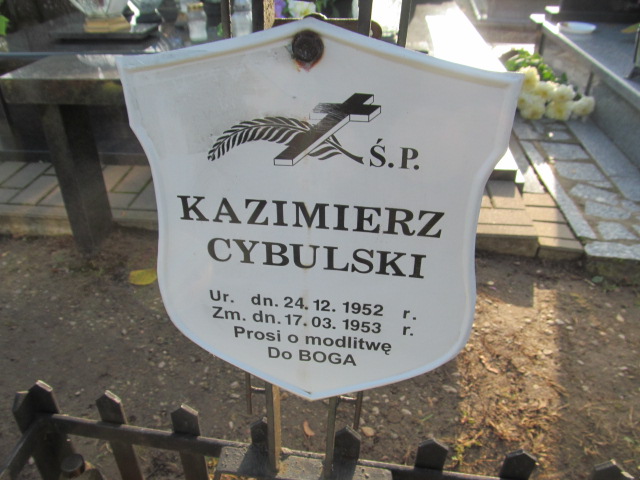 Ś.P.
KAZIMIERZ
CYBULSKI
Ur. dn. 24.12. 1952 r.
Zm. dn. 17.03. 1953 r.
Prosi o modlitwę
Do BOGA